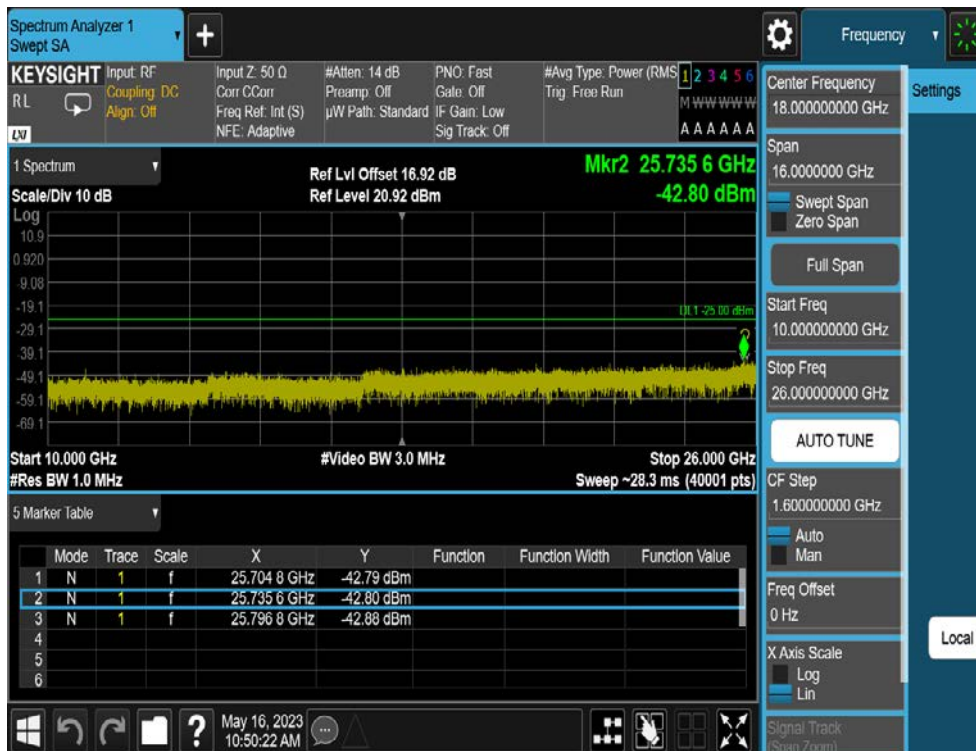 Spectrum Analyzer 1
Swept SA
+
Frequency
KEYSIGHT
RL
LXI
Input: RF
Coupling: DC
Align: Off
Input Z: 50 Ω
Corr CCorr
Freq Ref: Int (S)
NFE: Adaptive
#Atten: 14 dB
Preamp: Off
µW Path: Standard
PNO: Fast
Gate: Off
IF Gain: Low
Sig Track: Off
#Avg Type: Power (RMS
Trig: Free Run
1 2 3 4 5 6
M W W W W W
A A A A A A
1 Spectrum
Scale/Div 10 dB
Ref Lvl Offset 16.92 dB
Ref Level 20.92 dBm
Mkr2 25.735 6 GHz
-42.80 dBm
Log
10.9
0.920
-9.08
-19.1
-29.1
-39.1
-49.1
-59.1
-69.1
DL1 -25.00 dBm
Start 10.000 GHz
#Video BW 3.0 MHz
Stop 26.000 GHz
#Res BW 1.0 MHz
Sweep ~28.3 ms (40001 pts)
5 Marker Table
Mode Trace Scale X Y Function Function Width Function Value
1 N 1 f 25.704 8 GHz -42.79 dBm
2 N 1 f 25.735 6 GHz -42.80 dBm
3 N 1 f 25.796 8 GHz -42.88 dBm
4
5
6
?
May 16, 2023
10:50:22 AM
Center Frequency
18.000000000 GHz
Span
16.0000000 GHz
Swept Span
Zero Span
Full Span
Start Freq
10.000000000 GHz
Stop Freq
26.000000000 GHz
AUTO TUNE
CF Step
1.600000000 GHz
Auto
Man
Freq Offset
0 Hz
X Axis Scale
Log
Lin
Signal Track
(Span Zoom)
Settings
Local